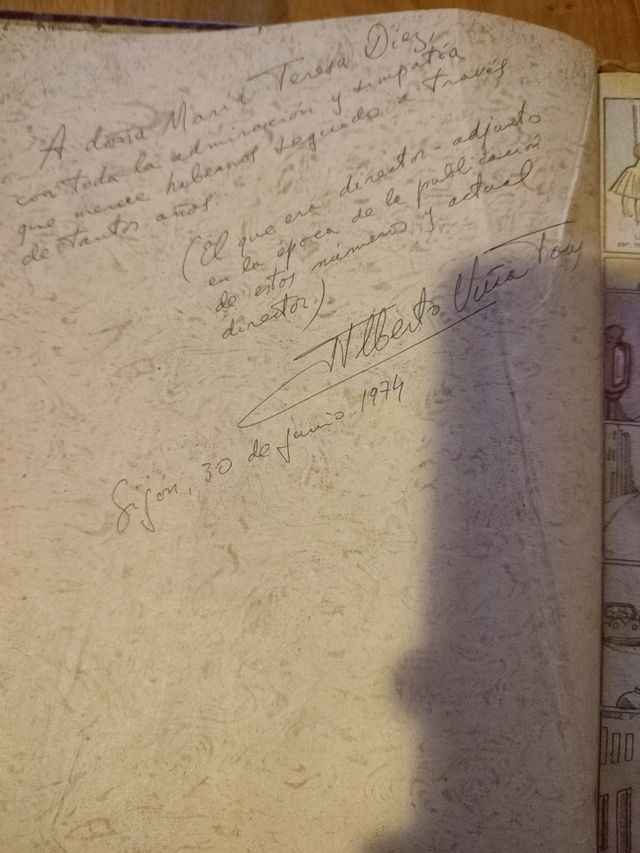 A doña María Teresa Diez,
con toda la admiración y simpatía
que merece habernos seguido a través
de tantos años.
(El que era director-adjunto
en la época de la publicación
de estos números, y actual
director.)
Alberto Viña Tous
Gijón, 30 de junio 1974